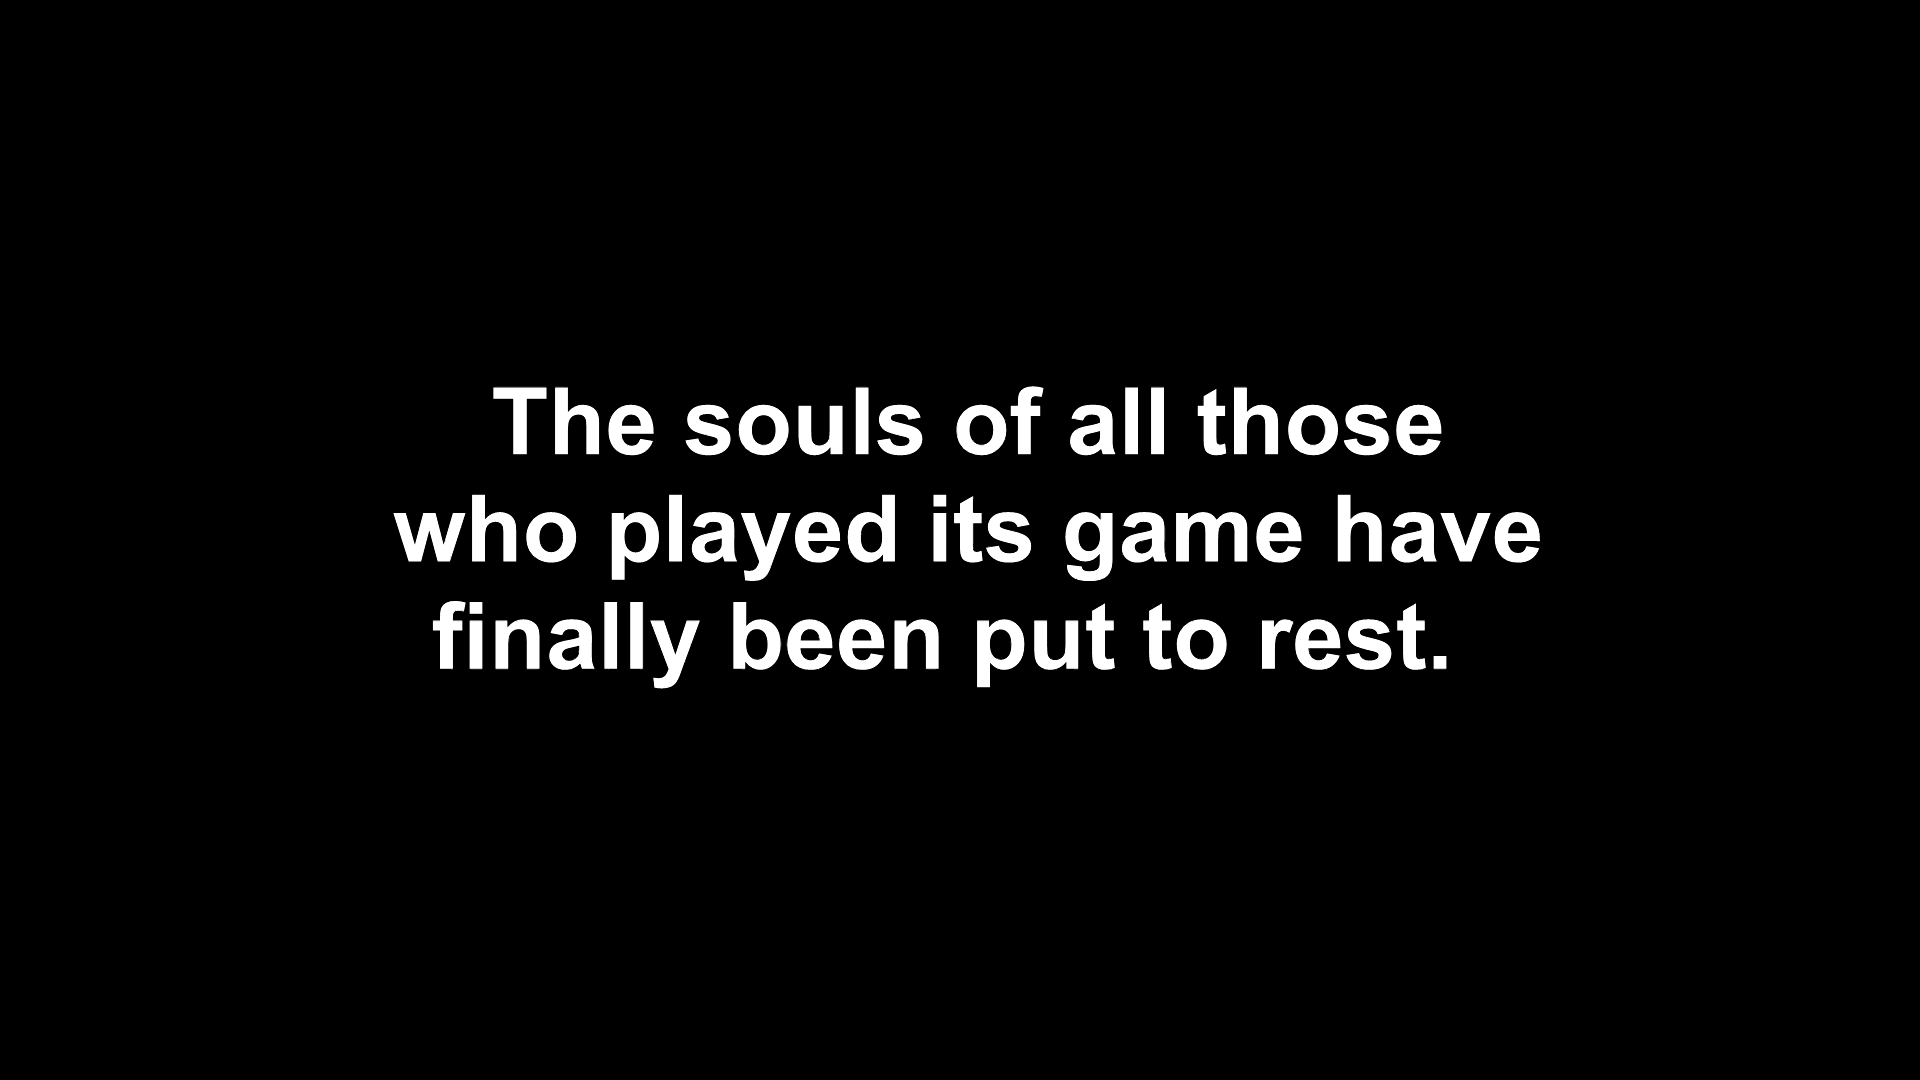 The souls of all those
who played its game have
finally been put to rest.